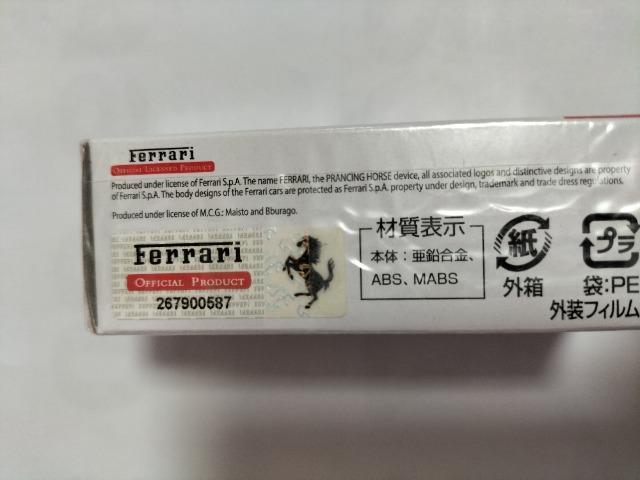 Ferrari
OFFICIAL LICENSED PRODUCT
Produced under license of Ferrari S.p.A. The name FERRARI, the PRANCING HORSE device, all associated logos and distinctive designs are property
of Ferrari S.p.A. The body designs of the Ferrari cars are protected as Ferrari S.p.A. property under design, trademark and trade dress regulations.
Produced under license of M.C.G.: Maisto and Bburago.
Ferrari
OFFICIAL PRODUCT
267900587
材質表示
本体：亜鉛合金、
ABS、MABS
紙
外箱
プラ
袋:PE
外装フィルム